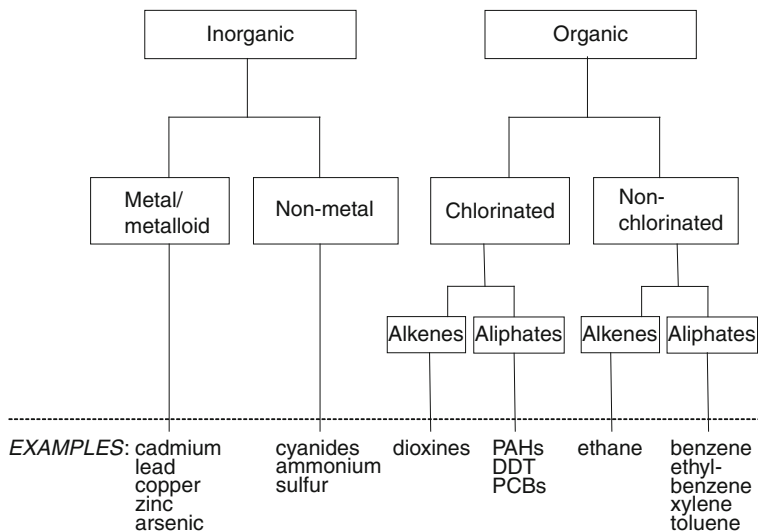 Inorganic
Organic
Metal/
metalloid
Non-metal
Chlorinated
Non-
chlorinated
Alkenes
Aliphates
Alkenes
Aliphates
EXAMPLES: cadmium
lead
copper
zinc
arsenic
cyanides
ammonium
sulfur
dioxines
PAHs
DDT
PCBs
ethane
benzene
ethyl-
benzene
xylene
toluene